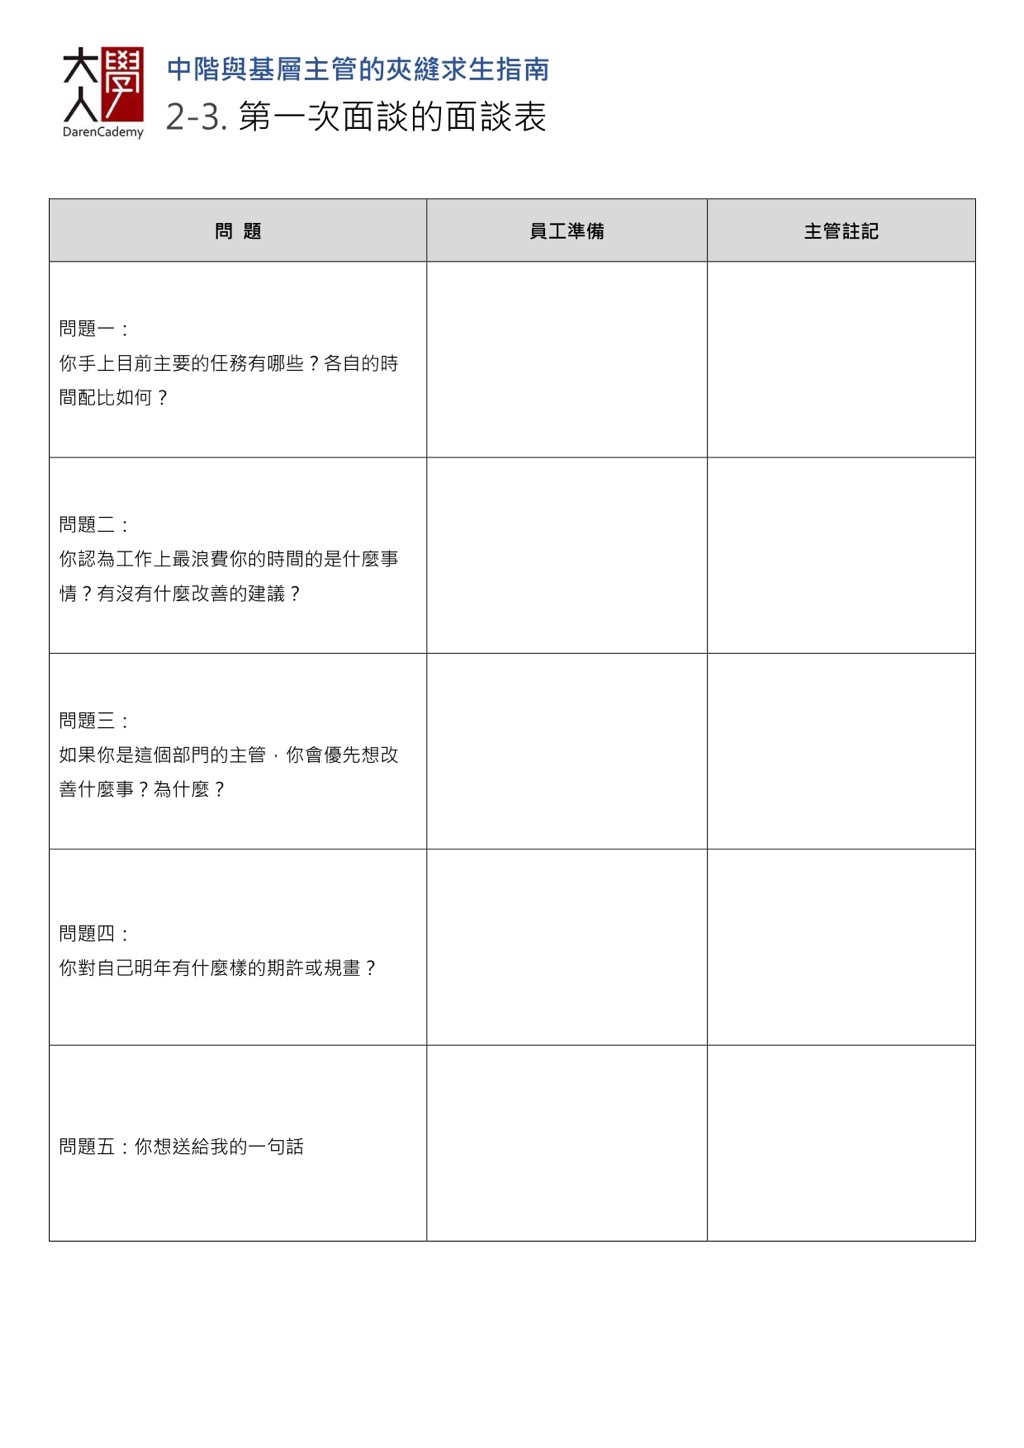 大學
人
DarenCademy
中階與基層主管的夾縫求生指南
2-3. 第一次面談的面談表
問 題
員工準備
主管註記
問題一：
你手上目前主要的任務有哪些？各自的時
間配比如何？
問題二：
你認為工作上最浪費你的時間的是什麼事
情？有沒有什麼改善的建議？
問題三：
如果你是這個部門的主管，你會優先想改
善什麼事？為什麼？
問題四：
你對自己明年有什麼樣的期許或規畫？
問題五：你想送給我的一句話